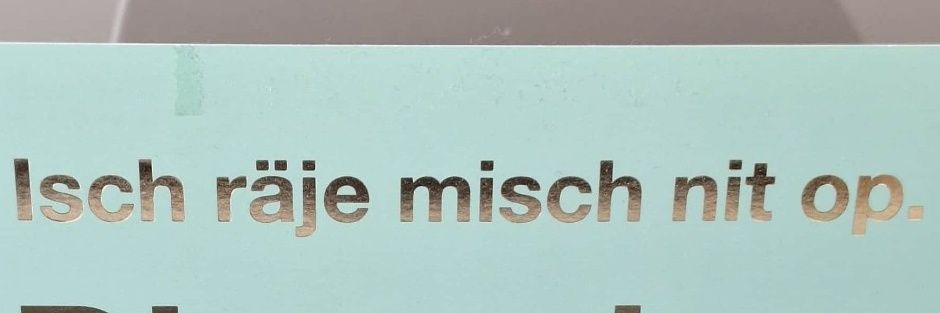 Isch räje misch nit op.